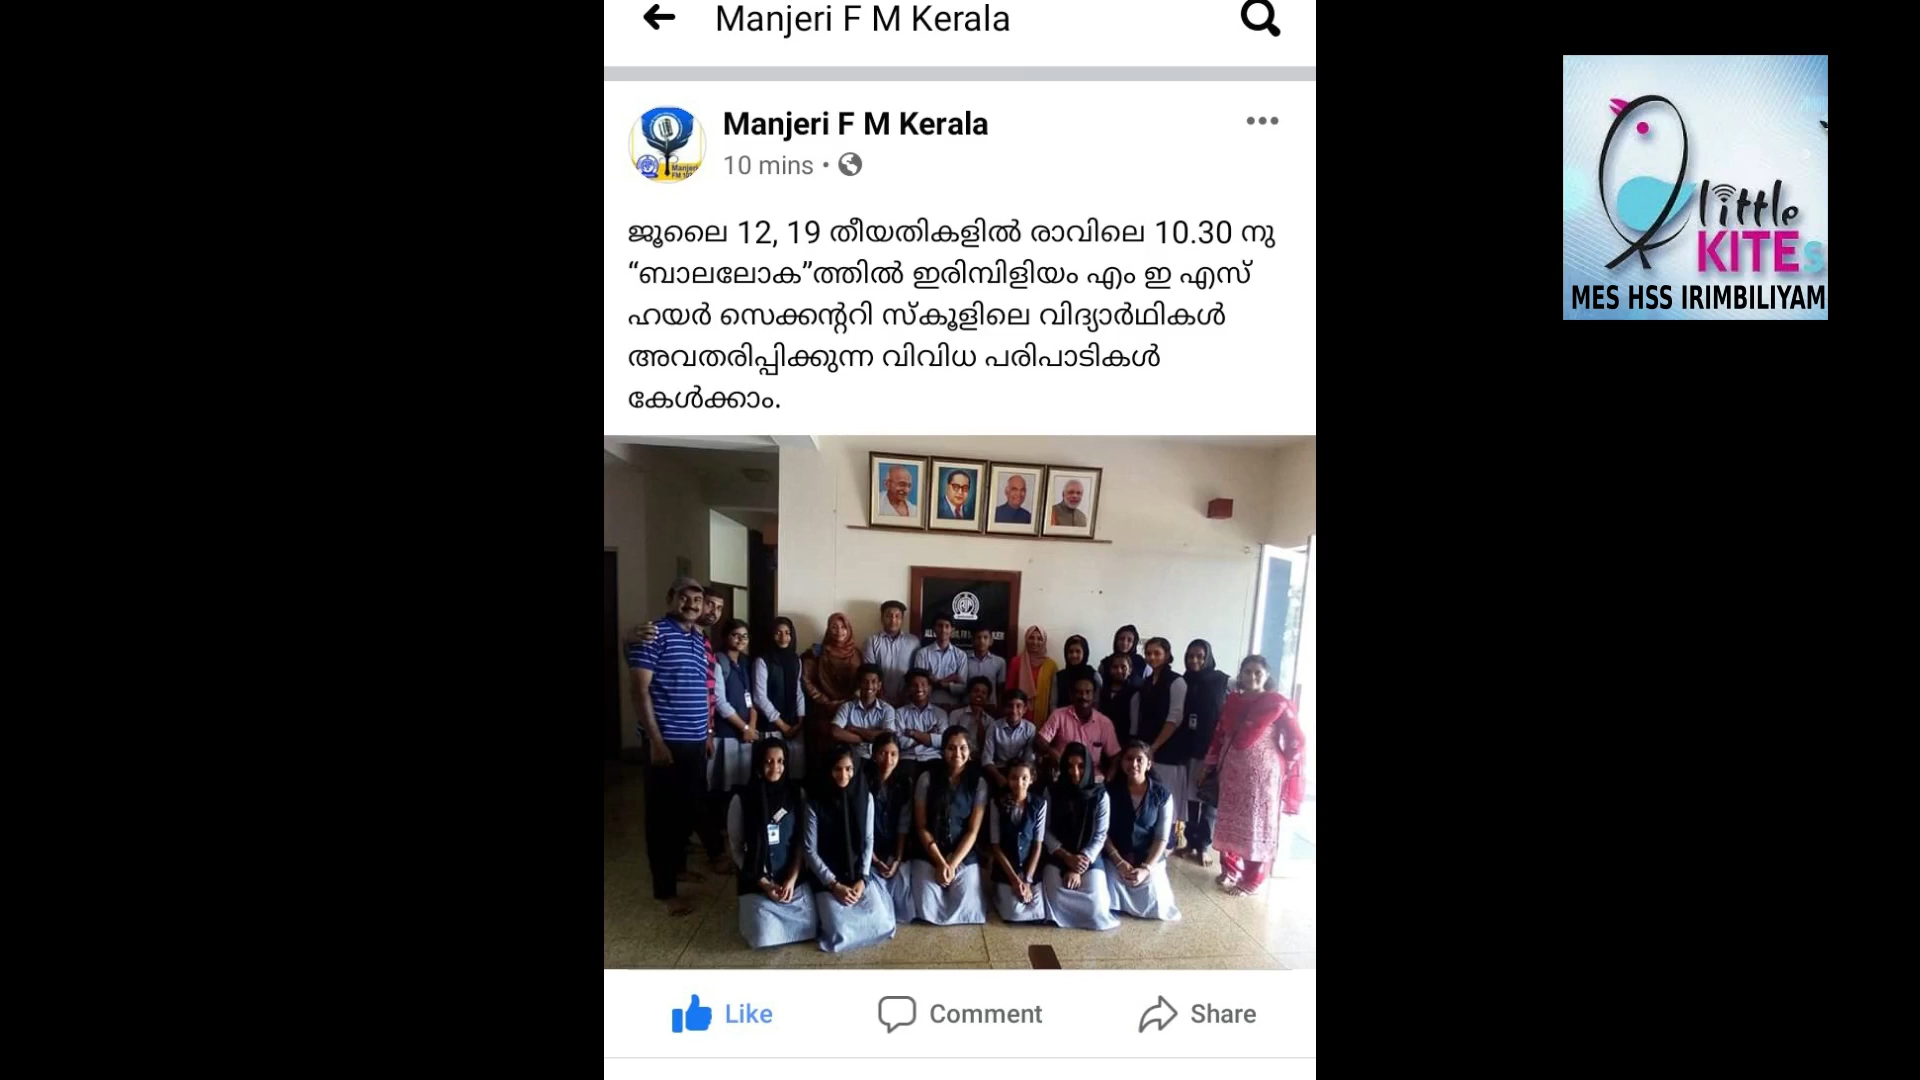 Manjeri F M Kerala
Manjeri F M Kerala
10 mins
ജൂലൈ 12, 19 തീയതികളിൽ രാവിലെ 10.30 നു
“ബാലലോക”ത്തിൽ ഇരിമ്പിളിയം എം ഇ എസ്
ഹയർ സെക്കന്ററി സ്കൂളിലെ വിദ്യാർഥികൾ
അവതരിപ്പിക്കുന്ന വിവിധ പരിപാടികൾ
കേൾക്കാം.
Like Comment Share
little
KITEs
MES HSS IRIMBILIYAM